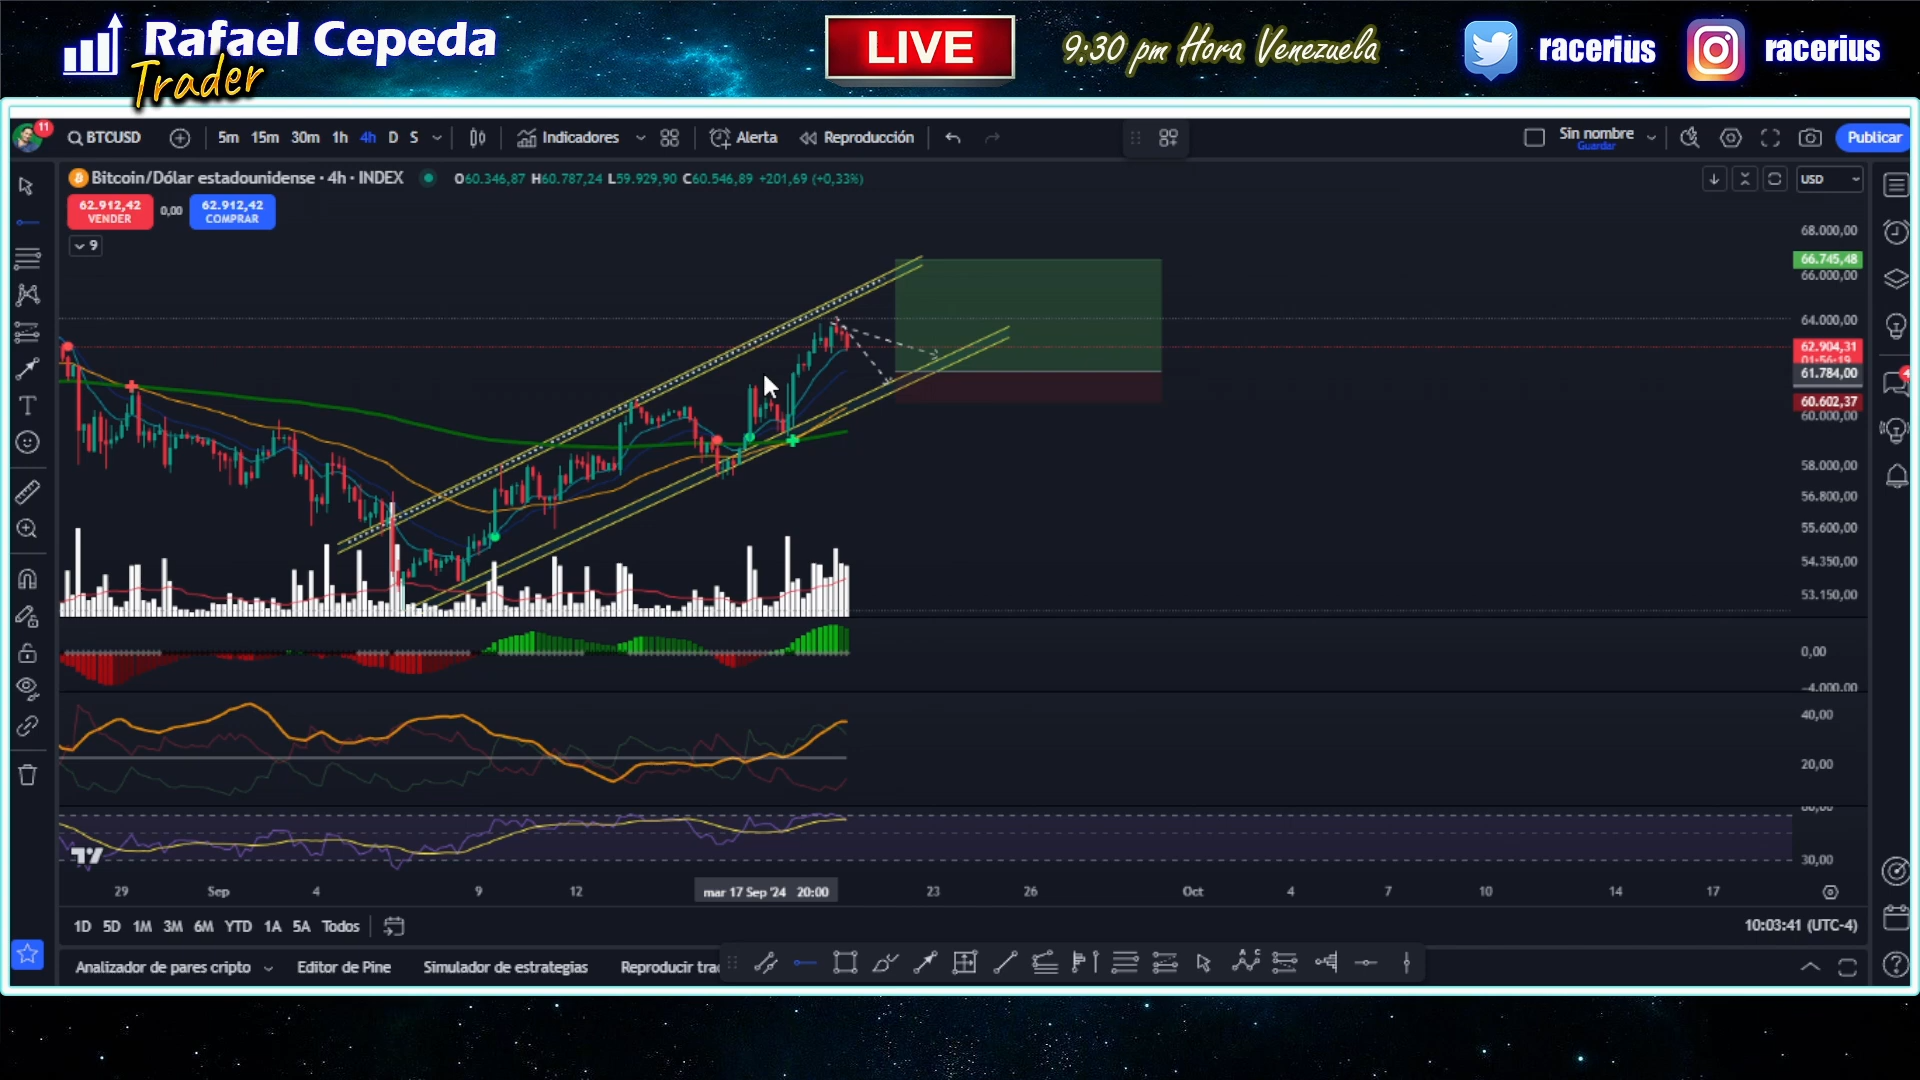 Rafael Cepeda
Trader
LIVE
9:30 pm Hora Venezuela
racerius
racerius
11
BTCUSD
5m 15m 30m 1h 4h D S
Indicadores
Alerta
Reproducción
Sin nombre
Guardar
Publicar
Bitcoin/Dólar estadounidense · 4h · INDEX
O60.346,87 H60.787,24 L59.929,90 C60.546,89 +201,69 (+0,33%)
USD
62.912,42
VENDER
0,00
62.912,42
COMPRAR
9
68.000,00
66.745,48
66.000,00
64.000,00
62.904,31
01:56:19
61.784,00
60.602,37
60.000,00
58.000,00
56.800,00
55.600,00
54.350,00
53.150,00
0,00
−4.000,00
40,00
20,00
30,00
4
29 Sep 4 9 12 mar 17 Sep '24 20:00 23 26 Oct 4 7 10 14 17
1D 5D 1M 3M 6M YTD 1A 5A Todos
10:03:41 (UTC-4)
Analizador de pares cripto
Editor de Pine
Simulador de estrategias
Reproducir